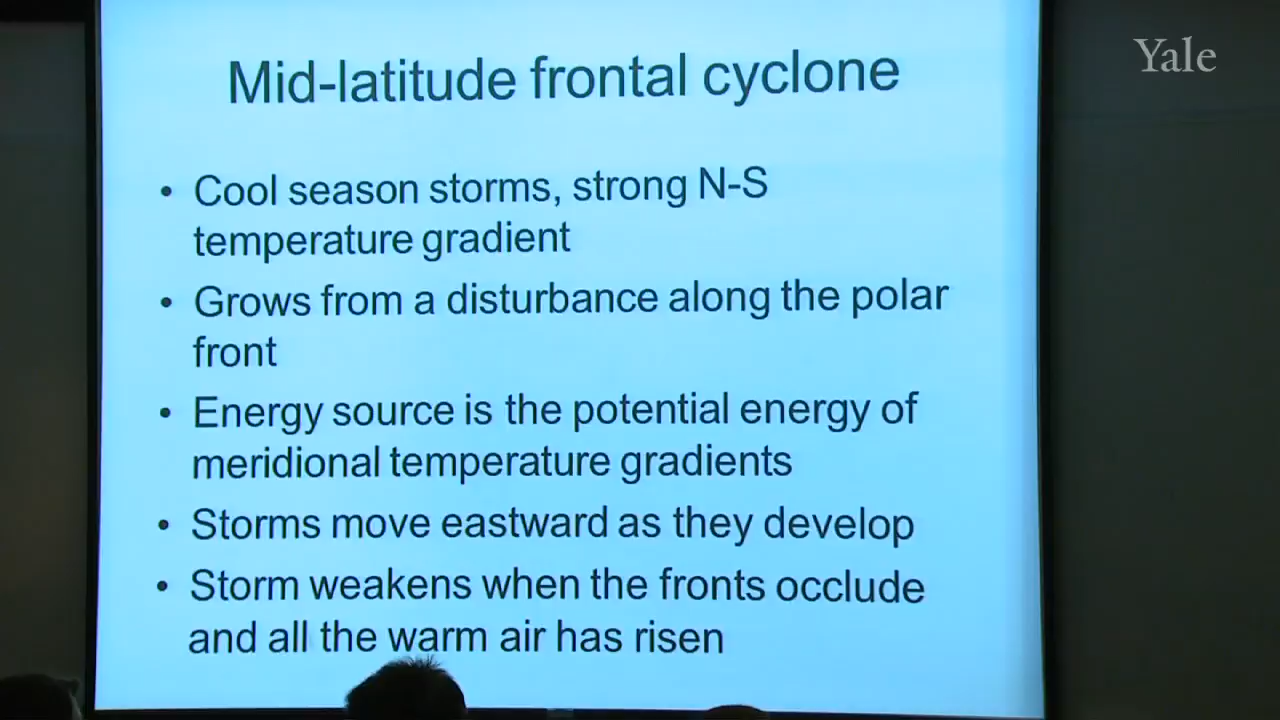 Yale
Mid-latitude frontal cyclone
• Cool season storms, strong N-S
temperature gradient
• Grows from a disturbance along the polar
front
• Energy source is the potential energy of
meridional temperature gradients
• Storms move eastward as they develop
• Storm weakens when the fronts occlude
and all the warm air has risen